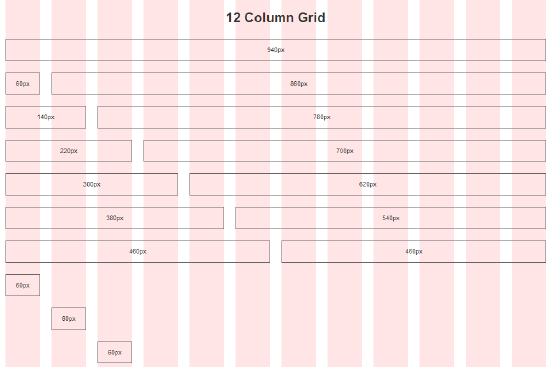 12 Column Grid
940px
60px 860px
140px 780px
220px 700px
300px 620px
380px 540px
460px 460px
60px
60px
60px